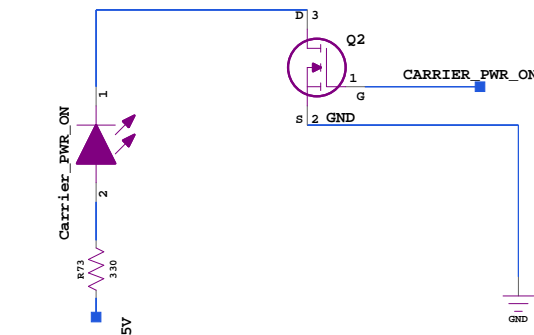 D 3
Q2
1
CARRIER_PWR_ON
G
S 2 GND
1
Carrier_PWR_ON
2
R73
330
5V
GND